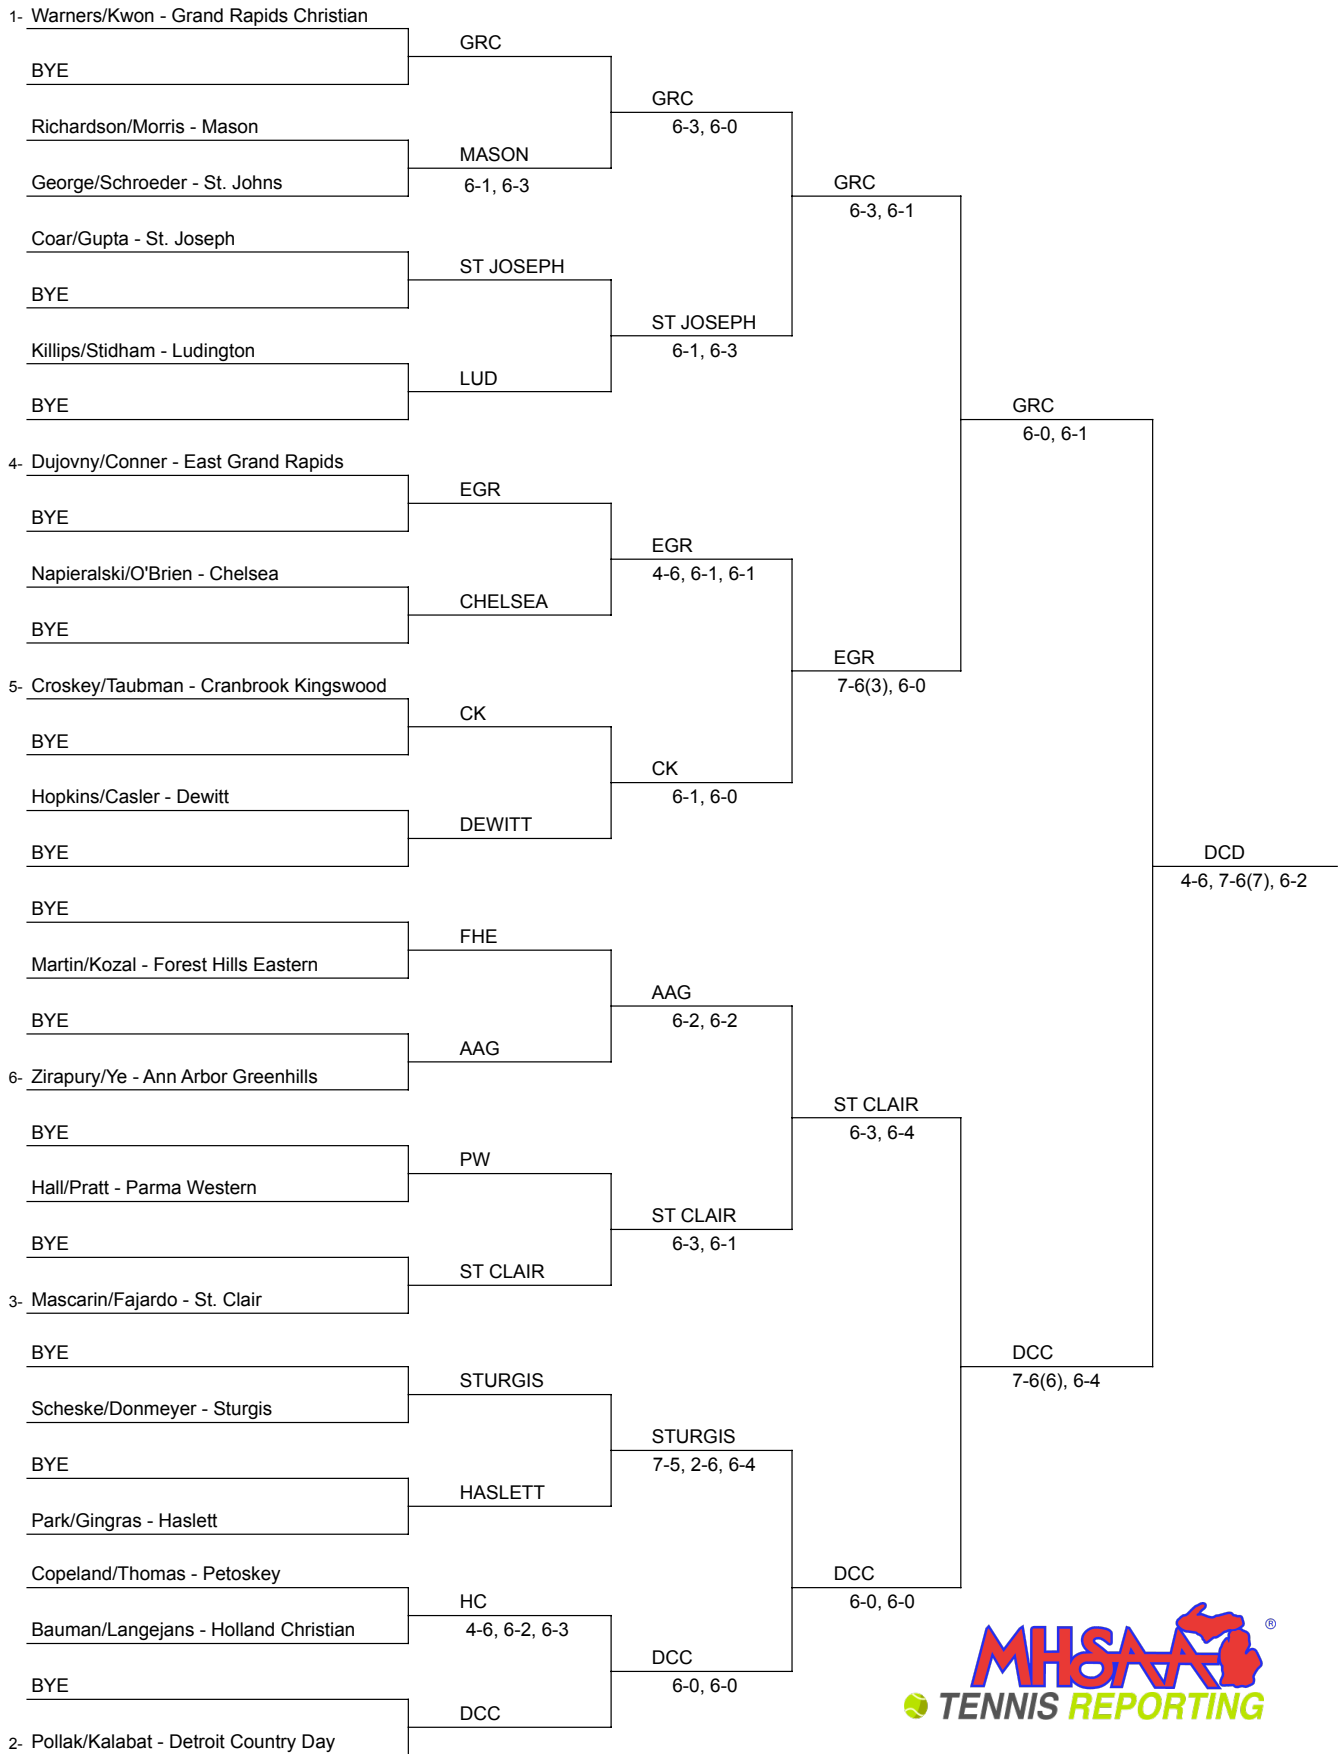 1- Warners/Kwon - Grand Rapids Christian
GRC
BYE
GRC
Richardson/Morris - Mason
6-3, 6-0
MASON
George/Schroeder - St. Johns
6-1, 6-3
GRC
6-3, 6-1
Coar/Gupta - St. Joseph
ST JOSEPH
BYE
ST JOSEPH
Killips/Stidham - Ludington
6-1, 6-3
LUD
BYE
GRC
6-0, 6-1
4- Dujovny/Conner - East Grand Rapids
EGR
BYE
EGR
Napieralski/O'Brien - Chelsea
4-6, 6-1, 6-1
CHELSEA
BYE
EGR
5- Croskey/Taubman - Cranbrook Kingswood
7-6(3), 6-0
CK
BYE
CK
Hopkins/Casler - Dewitt
6-1, 6-0
DEWITT
BYE
DCD
4-6, 7-6(7), 6-2
BYE
FHE
Martin/Kozal - Forest Hills Eastern
AAG
BYE
6-2, 6-2
AAG
6- Zirapury/Ye - Ann Arbor Greenhills
ST CLAIR
BYE
6-3, 6-4
PW
Hall/Pratt - Parma Western
ST CLAIR
BYE
6-3, 6-1
ST CLAIR
3- Mascarin/Fajardo - St. Clair
BYE
DCC
STURGIS
7-6(6), 6-4
Scheske/Donmeyer - Sturgis
STURGIS
BYE
7-5, 2-6, 6-4
HASLETT
Park/Gingras - Haslett
Copeland/Thomas - Petoskey
DCC
HC
6-0, 6-0
Bauman/Langejans - Holland Christian
4-6, 6-2, 6-3
DCC
BYE
6-0, 6-0
DCC
2- Pollak/Kalabat - Detroit Country Day
MHSAA ®
TENNIS REPORTING